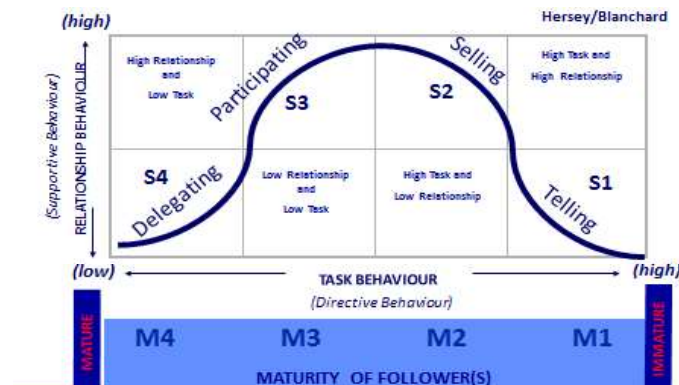 (high)
Hersey/Blanchard
High Relationship
and
Low Task
Participating
Selling
High Task and
High Relationship
S3
S2
(Supportive Behaviour)
RELATIONSHIP BEHAVIOUR
S4
Delegating
Low Relationship
and
Low Task
High Task and
Low Relationship
S1
Telling
(low)
TASK BEHAVIOUR
(high)
(Directive Behaviour)
MATURE
M4
M3
M2
M1
IMMATURE
MATURITY OF FOLLOWER(S)